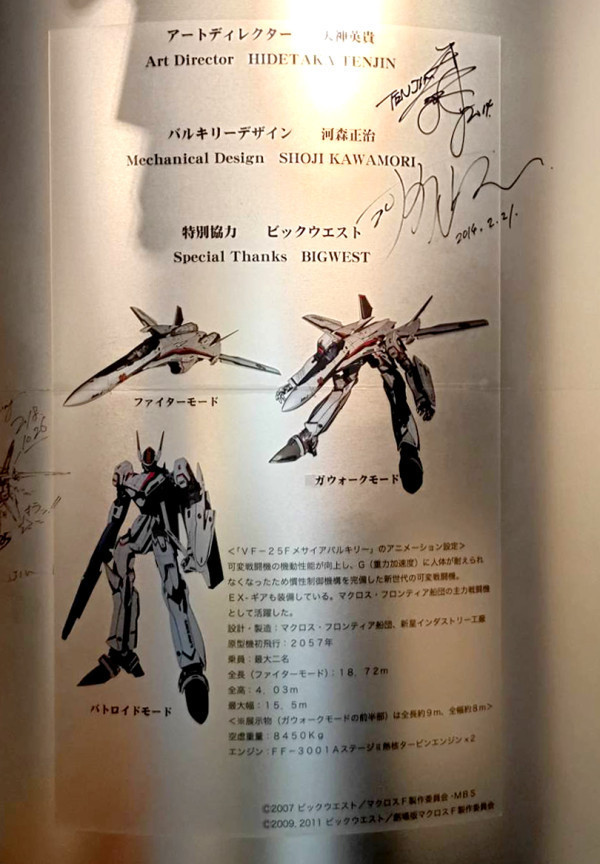 アートディレクター 天神英貴
Art Director HIDETAKA TENJIN
TENJIN
2014.
バルキリーデザイン 河森正治
Mechanical Design SHOJI KAWAMORI
2014.2.21.
特別協力 ビックウエスト
Special Thanks BIGWEST
ファイターモード
ガウォークモード
2018.
10.26
バトロイドモード
<「VF-25Fメサイアバルキリー」のアニメーション設定>
可変戦闘機の機動性能が向上し、G(重力加速度)に人体が耐えられ
なくなったため慣性制御機構を完備した新世代の可変戦闘機。
EX-ギアも装備している。マクロス・フロンティア船団の主力戦闘機
として活躍した。
設計・製造:マクロス・フロンティア船団、新星インダストリー工廠
原型機初飛行:2057年
乗員:最大二名
全長(ファイターモード):18.72m
全高:4.03m
最大幅:15.5m
<※展示物(ガウォークモードの前半部)は全長約9m、全幅約8m>
空虚重量:8450Kg
エンジン:FF-3001Aステージⅱ熱核タービンエンジン×2
©2007 ビックウエスト/マクロスF製作委員会・MBS
©2009,2011 ビックウエスト/劇場版マクロスF製作委員会